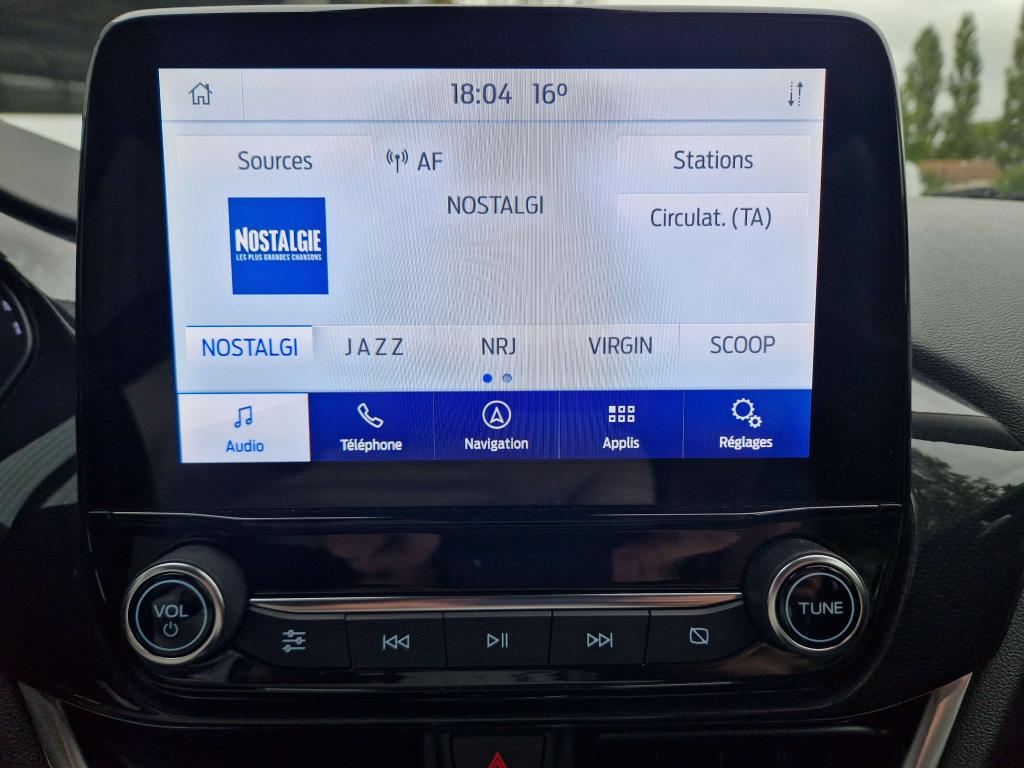 18:04 16º
Sources AF Stations
NOSTALGI
Circulat. (TA)
NOSTALGIE
LES PLUS GRANDES CHANSONS
NOSTALGI JAZZ NRJ VIRGIN SCOOP
Audio Téléphone Navigation Applis Réglages
VOL
TUNE